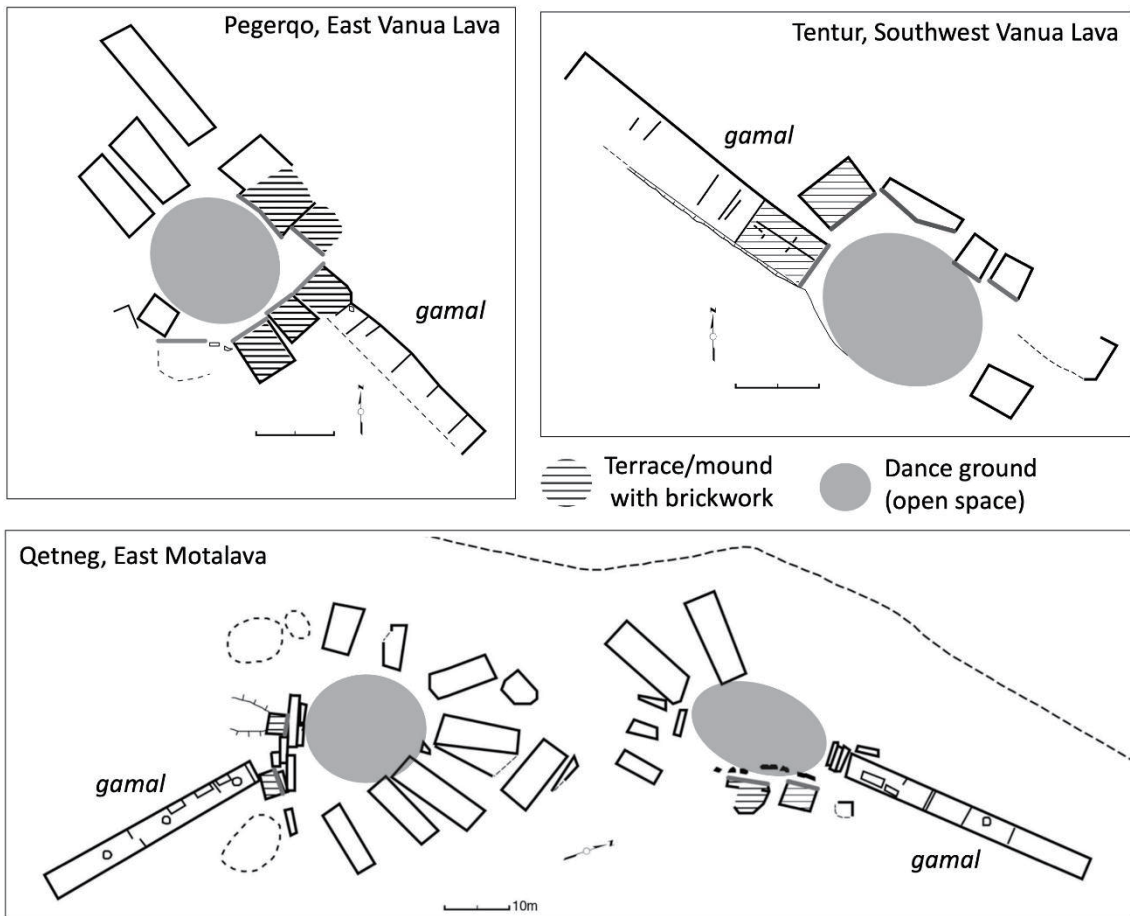 Pegerqo, East Vanua Lava
gamal
N
Tentur, Southwest Vanua Lava
gamal
N
Terrace/mound
with brickwork
Dance ground
(open space)
Qetneg, East Motalava
gamal
gamal
N
10m